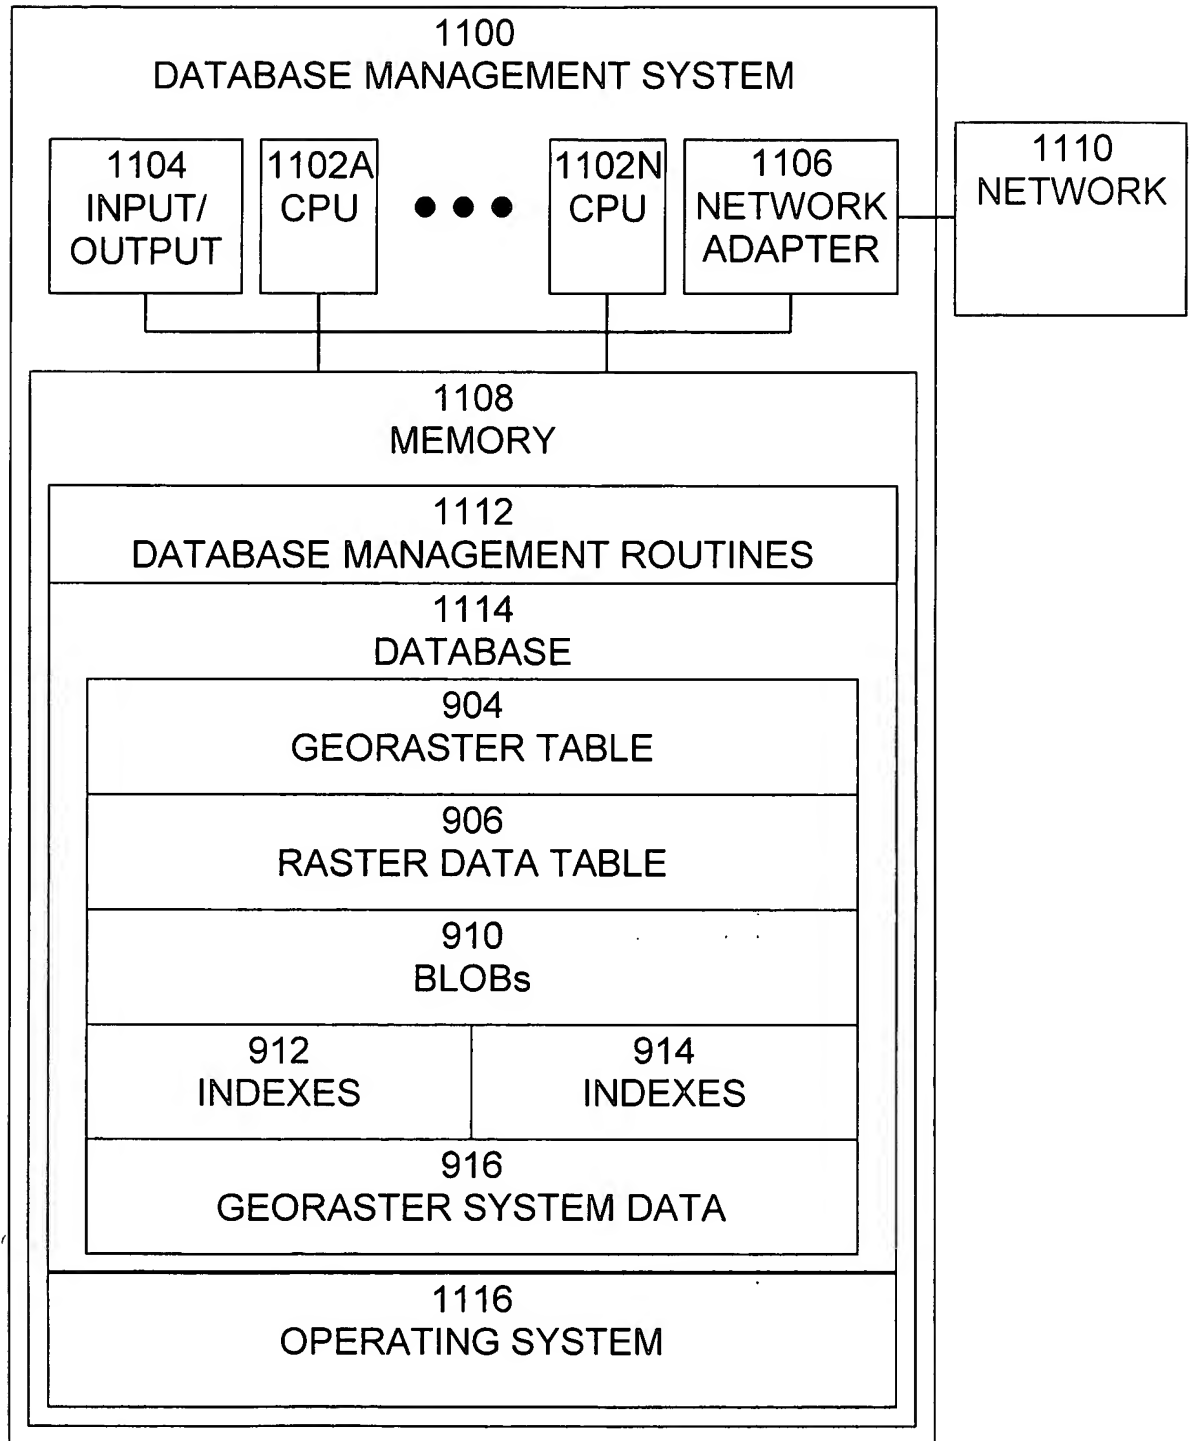 1100
DATABASE MANAGEMENT SYSTEM
1104
INPUT/
OUTPUT
1102A
CPU
1102N
CPU
1106
NETWORK
ADAPTER
1110
NETWORK
1108
MEMORY
1112
DATABASE MANAGEMENT ROUTINES
1114
DATABASE
904
GEORASTER TABLE
906
RASTER DATA TABLE
910
BLOBs
912
INDEXES
914
INDEXES
916
GEORASTER SYSTEM DATA
1116
OPERATING SYSTEM